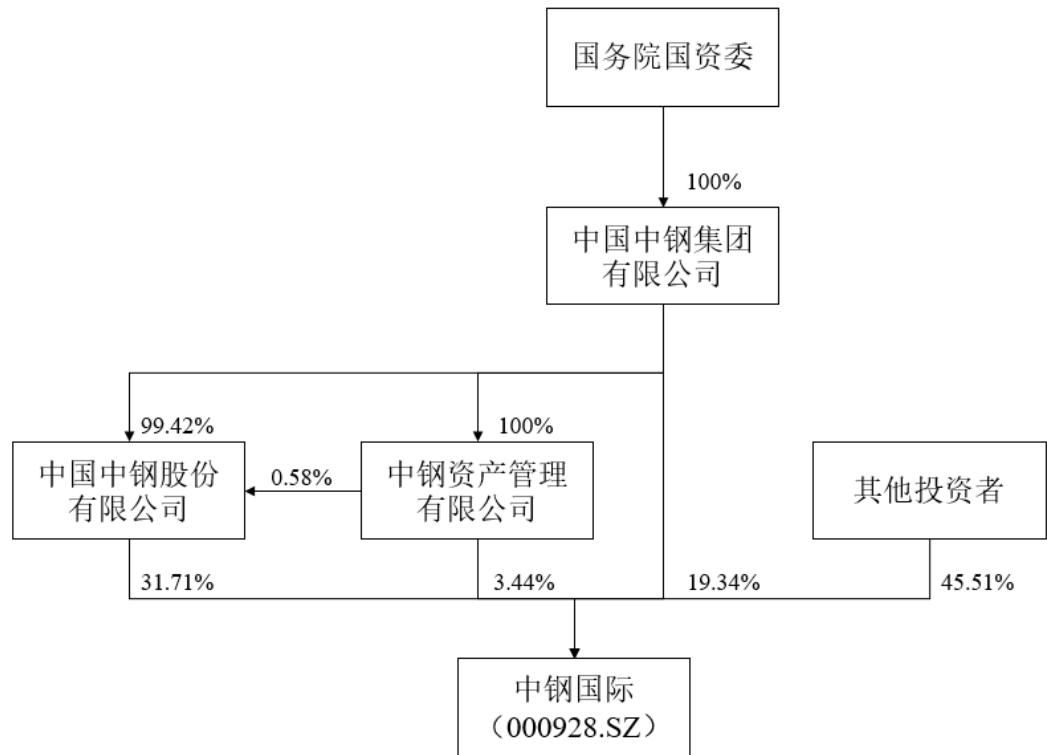 国务院国资委
100%
中国中钢集团
有限公司
99.42%
100%
中国中钢股份
有限公司
0.58%
中钢资产管理
有限公司
其他投资者
31.71%
3.44%
19.34%
45.51%
中钢国际
（000928.SZ）